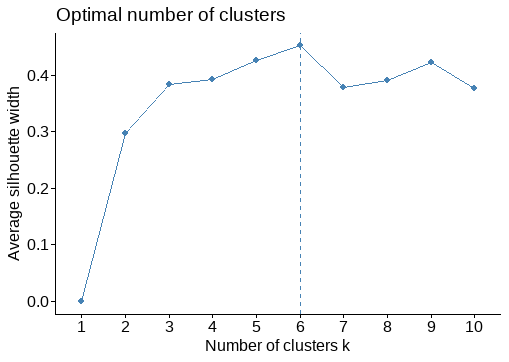 Optimal number of clusters
Average silhouette width
0.4
0.3
0.2
0.1
0.0
1 2 3 4 5 6 7 8 9 10
Number of clusters k